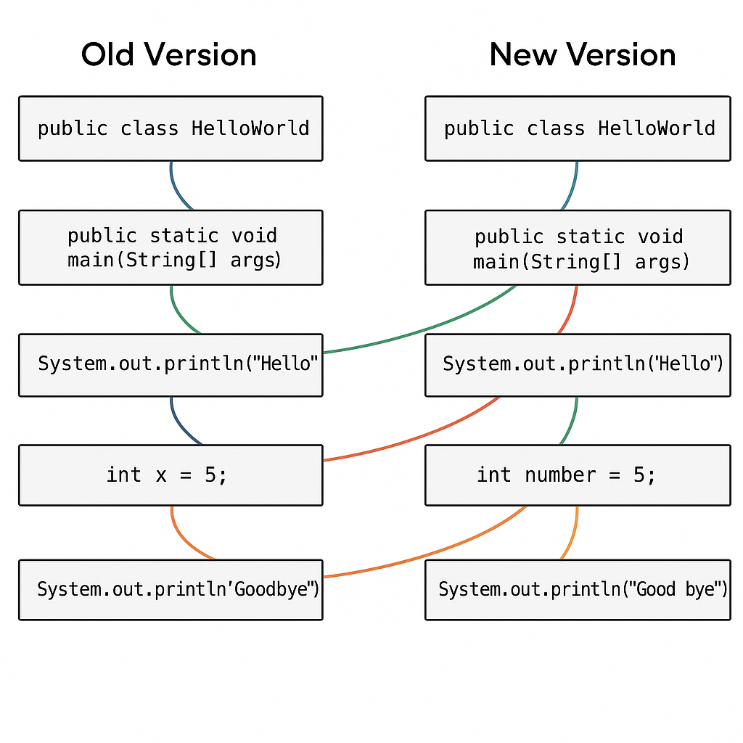 Old Version
public class HelloWorld
public static void
main(String[] args)
System.out.println("Hello"
int x = 5;
System.out.println'Goodbye")
New Version
public class HelloWorld
public static void
main(String[] args)
System.out.println('Hello")
int number = 5;
System.out.println("Good bye")